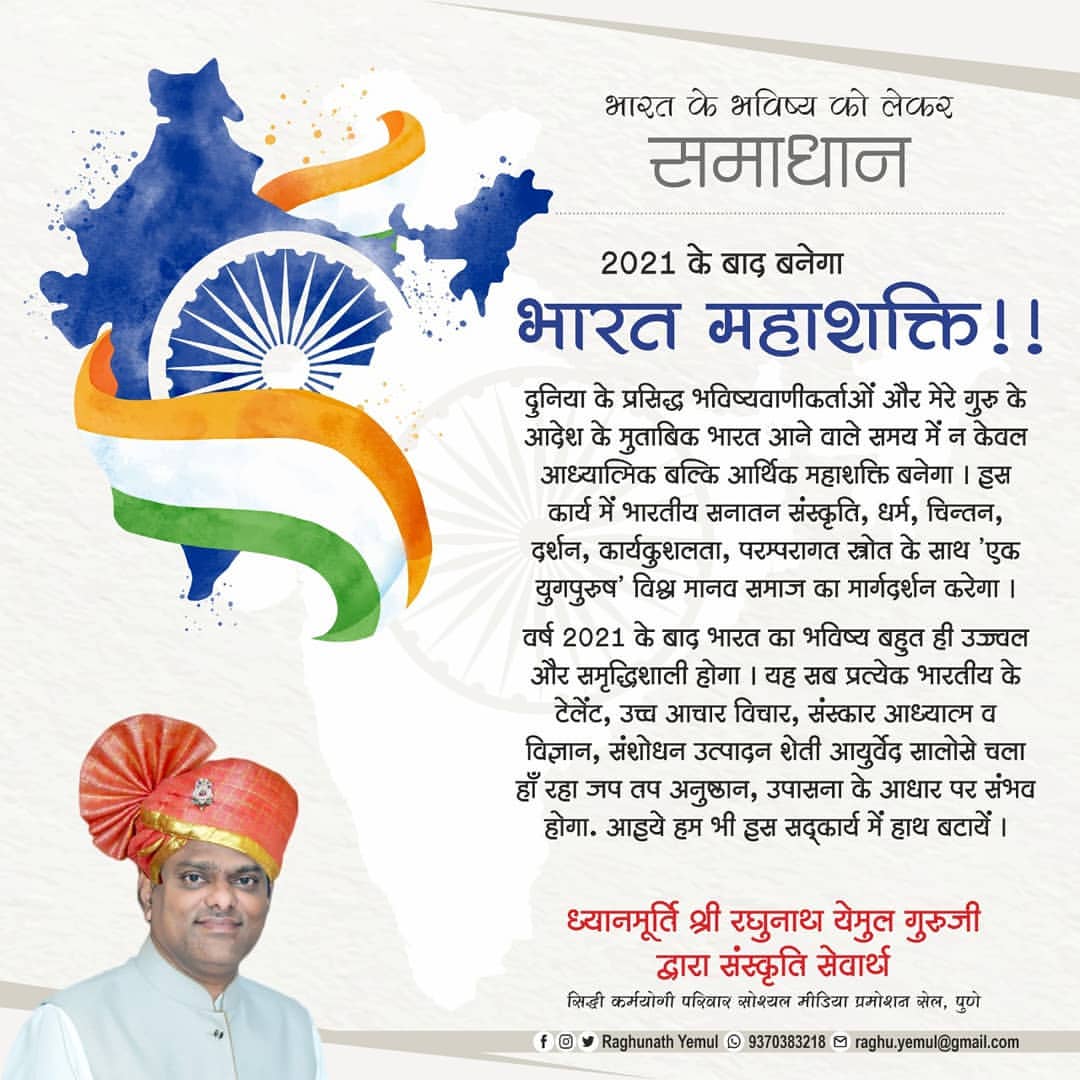 भारत के भविष्य को लेकर
समाधान
2021 के बाद बनेगा
भारत महाशक्ति!!
दुनिया के प्रसिद्ध भविष्यवाणीकर्ताओं और मेरे गुरु के
आदेश के मुताबिक भारत आने वाले समय में न केवल
आध्यात्मिक बल्कि आर्थिक महाशक्ति बनेगा । इस
कार्य में भारतीय सनातन संस्कृति, धर्म, चिन्तन,
दर्शन, कार्यकुशलता, परम्परागत स्त्रोत के साथ 'एक
युगपुरुष' विश्व मानव समाज का मार्गदर्शन करेगा ।
वर्ष 2021 के बाद भारत का भविष्य बहुत ही उज्ज्वल
और समृद्धिशाली होगा । यह सब प्रत्येक भारतीय के
टेलेंट, उच्च आचार विचार, संस्कार आध्यात्म व
विज्ञान, संशोधन उत्पादन शेती आयुर्वेद सालोसे चला
हाँ रहा जप तप अनुष्ठान, उपासना के आधार पर संभव
होगा. आइये हम भी इस सद्कार्य में हाथ बटायें ।
ध्यानमूर्ति श्री रघुनाथ येमुल गुरुजी
द्वारा संस्कृति सेवार्थ
सिद्धी कर्मयोगी परिवार सोश्यल मीडिया प्रमोशन सेल, पुणे
Raghunath Yemul 9370383218 raghu.yemul@gmail.com